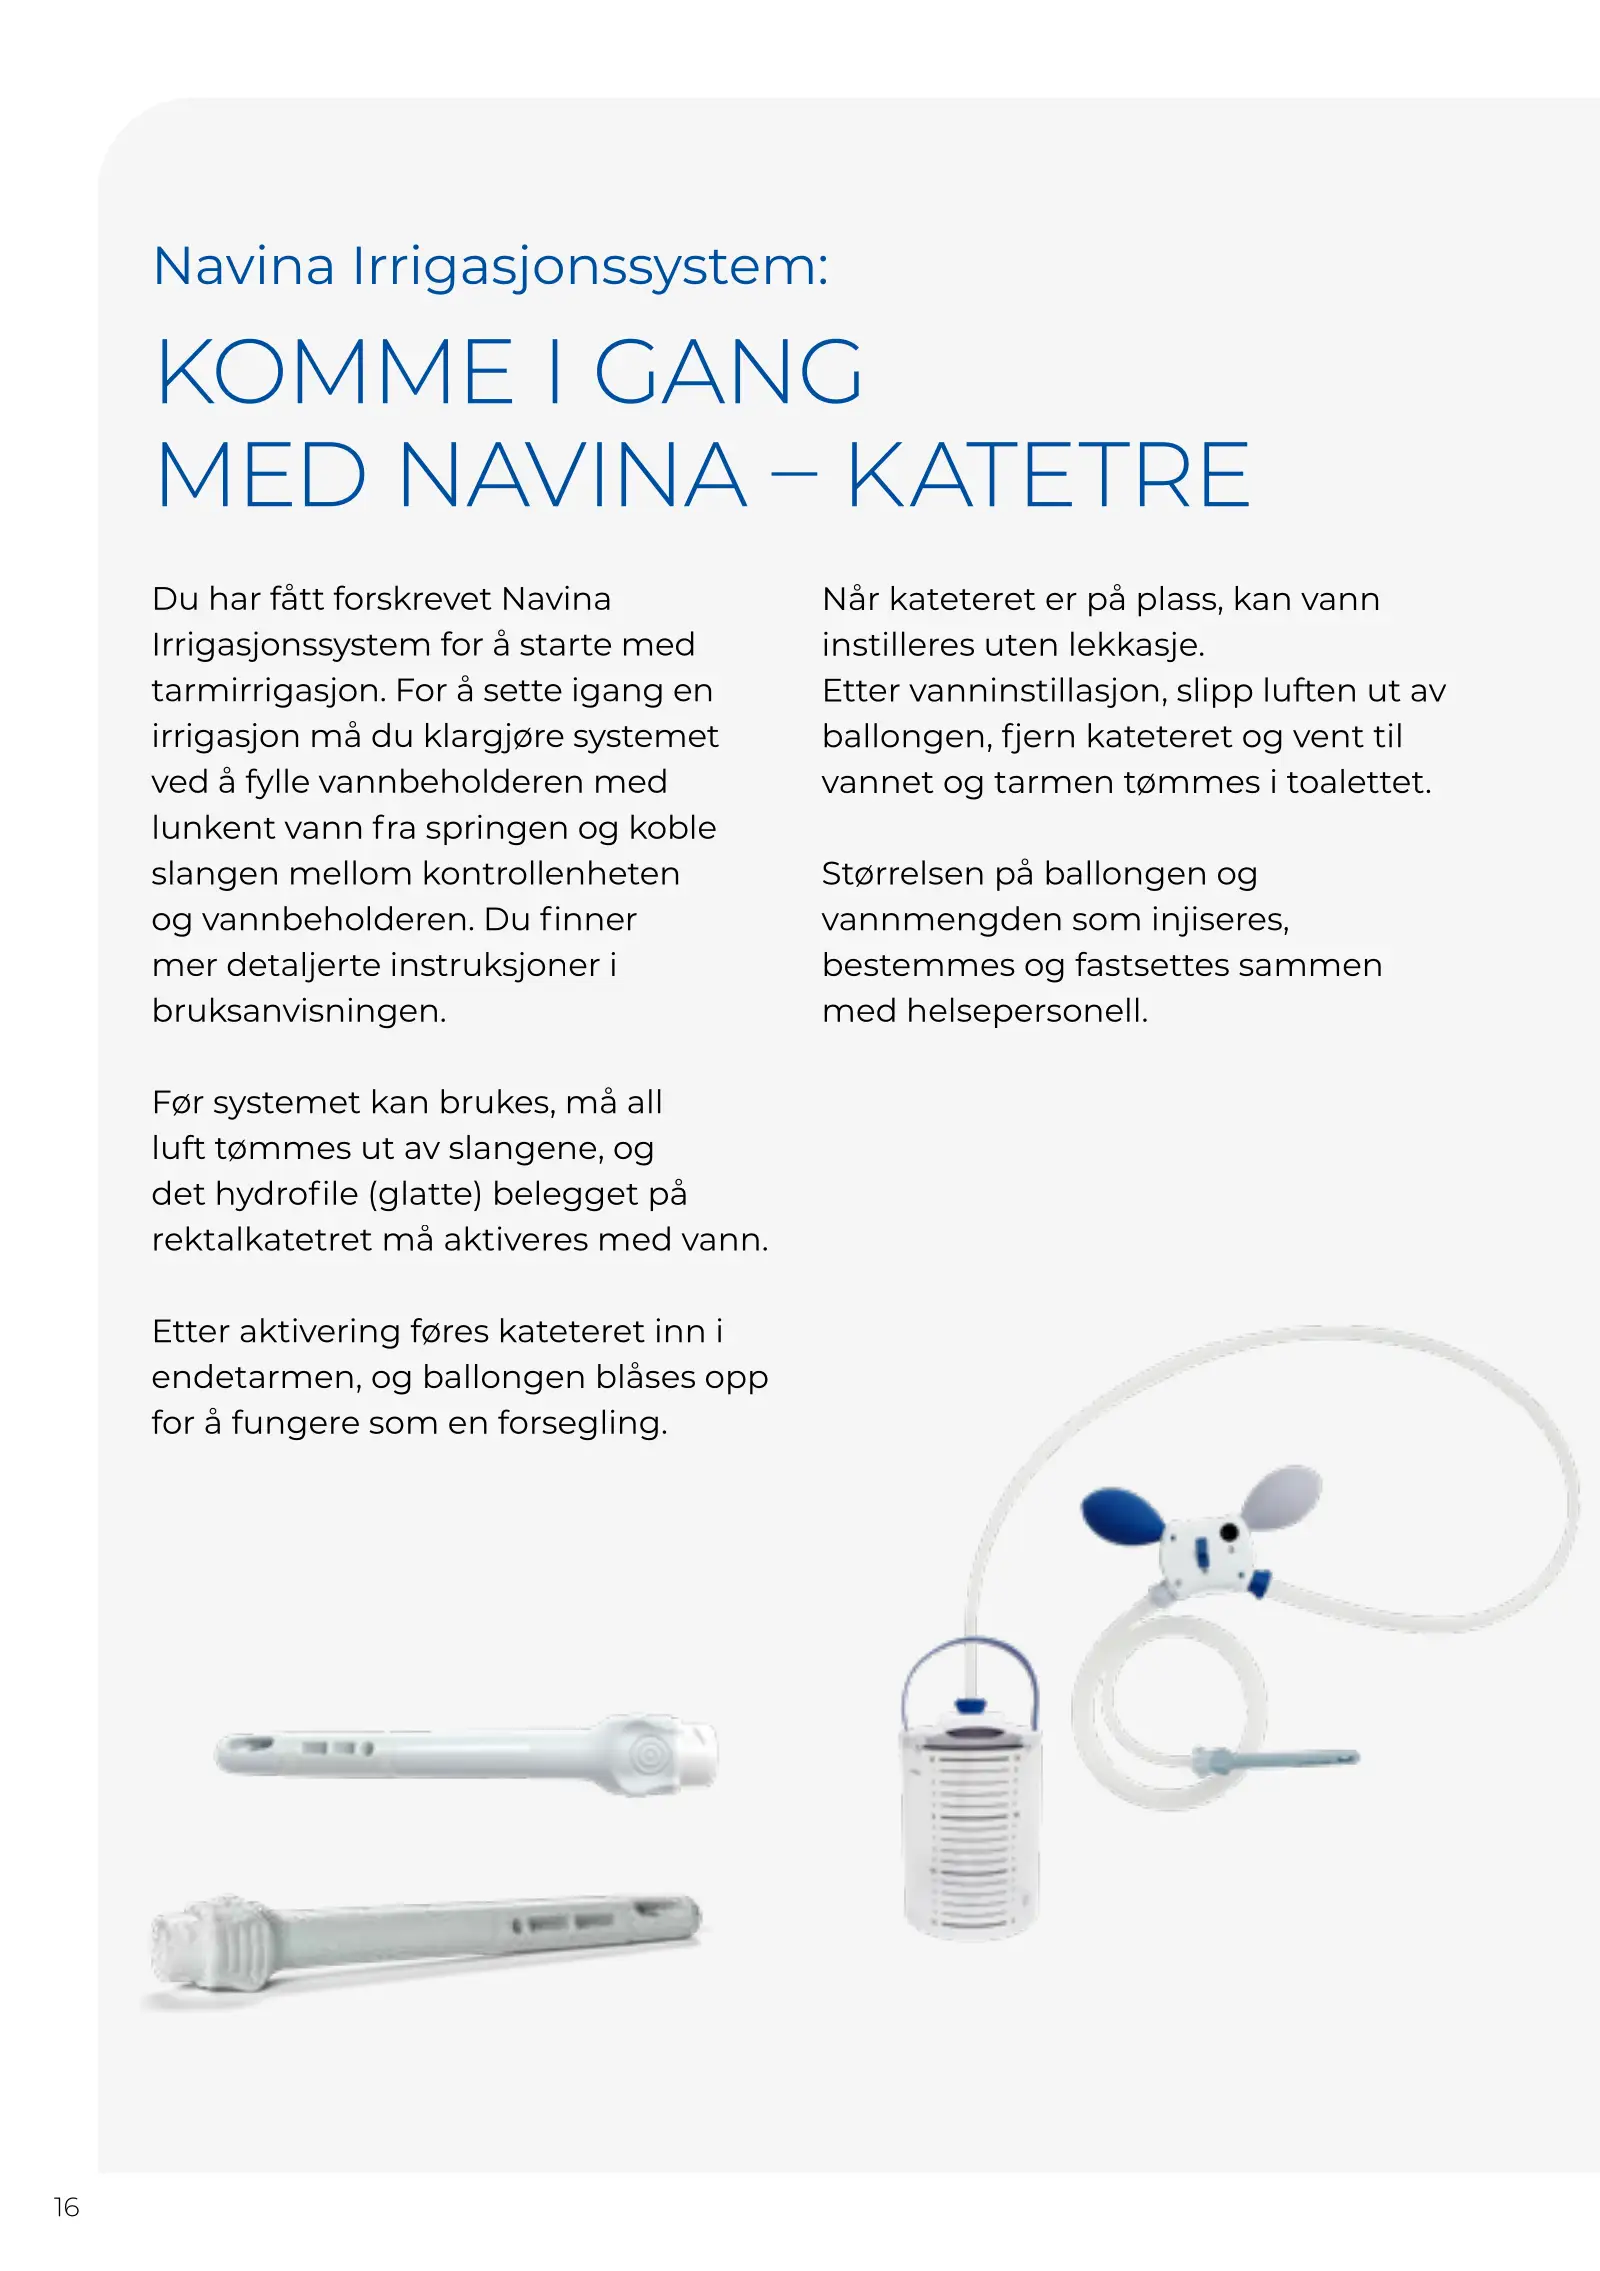 Navina Irrigasjonssystem:
KOMME I GANG
MED NAVINA – KATETRE
Du har fått forskrevet Navina
Irrigasjonssystem for å starte med
tarmirrigasjon. For å sette igang en
irrigasjon må du klargjøre systemet
ved å fylle vannbeholderen med
lunkent vann fra springen og koble
slangen mellom kontrollenheten
og vannbeholderen. Du finner
mer detaljerte instruksjoner i
bruksanvisningen.
Før systemet kan brukes, må all
luft tømmes ut av slangene, og
det hydrofile (glatte) belegget på
rektalkatetret må aktiveres med vann.
Etter aktivering føres kateteret inn i
endetarmen, og ballongen blåses opp
for å fungere som en forsegling.
Når kateteret er på plass, kan vann
instilleres uten lekkasje.
Etter vanninstillasjon, slipp luften ut av
ballongen, fjern kateteret og vent til
vannet og tarmen tømmes i toalettet.
Størrelsen på ballongen og
vannmengden som injiseres,
bestemmes og fastsettes sammen
med helsepersonell.
16